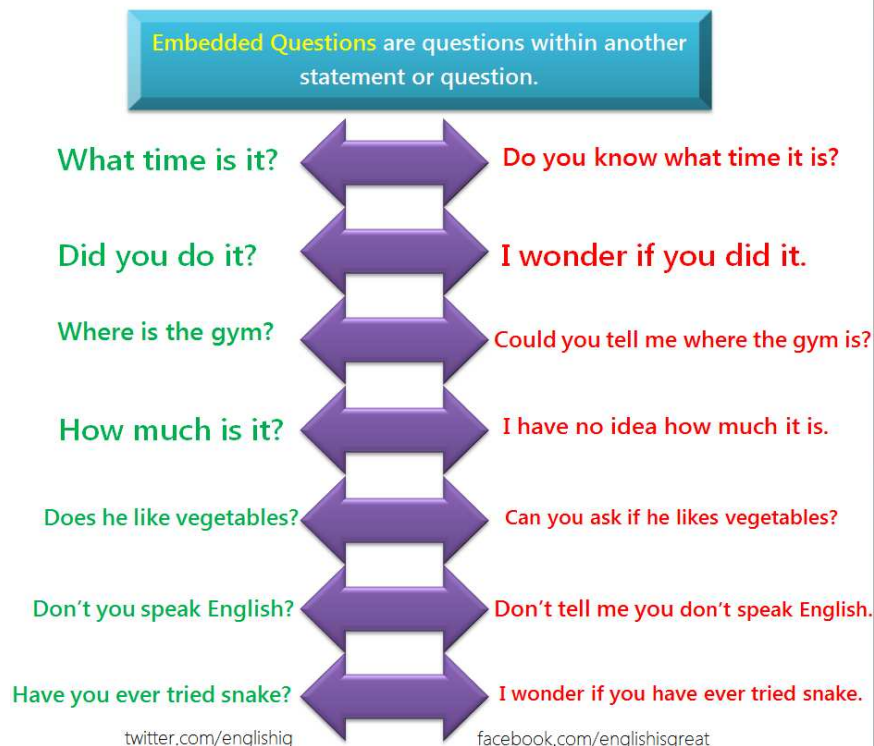 Embedded Questions are questions within another
statement or question.
What time is it? Do you know what time it is?
Did you do it? I wonder if you did it.
Where is the gym? Could you tell me where the gym is?
How much is it? I have no idea how much it is.
Does he like vegetables? Can you ask if he likes vegetables?
Don't you speak English? Don't tell me you don't speak English.
Have you ever tried snake? I wonder if you have ever tried snake.
twitter.com/englishig facebook.com/englishisgreat